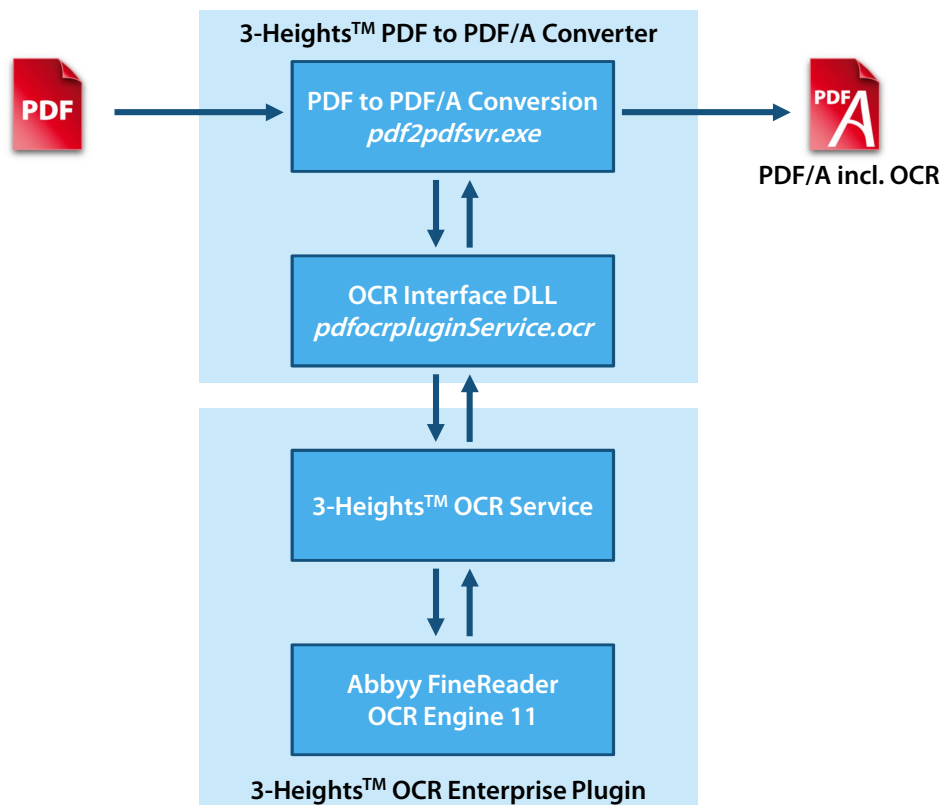 3-Heights™ PDF to PDF/A Converter
PDF
PDF to PDF/A Conversion
pdf2pdfsvr.exe
PDF
A
PDF/A incl. OCR
OCR Interface DLL
pdfocrpluginService.ocr
3-Heights™ OCR Service
Abbyy FineReader
OCR Engine 11
3-Heights™ OCR Enterprise Plugin